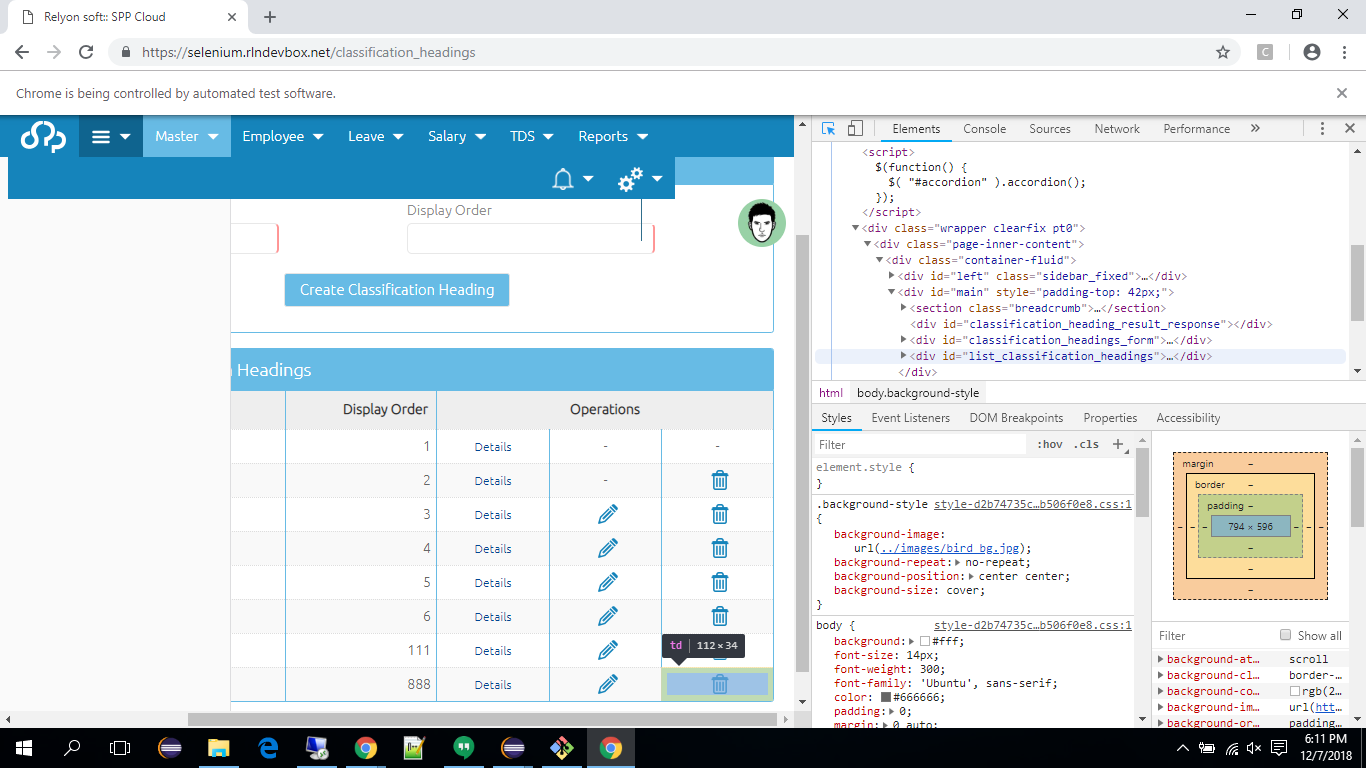 Relyon soft:: SPP Cloud
https://selenium.rlndevbox.net/classification_headings
C
Chrome is being controlled by automated test software.
Master Employee Leave Salary TDS Reports
Display Order
Create Classification Heading
Headings
Display Order Operations
1 Details - -
2 Details -
3 Details
4 Details
5 Details
6 Details
111 Details
td 112 × 34
888 Details
Elements Console Sources Network Performance »
<script>
$(function() {
$( "#accordion" ).accordion();
});
</script>
<div class="wrapper clearfix pt0">
<div class="page-inner-content">
<div class="container-fluid">
<div id="left" class="sidebar_fixed">…</div>
<div id="main" style="padding-top: 42px;">
<section class="breadcrumb">…</section>
<div id="classification_heading_result_response"></div>
<div id="classification_headings_form">…</div>
<div id="list_classification_headings">…</div>
</div>
html body.background-style
Styles Event Listeners DOM Breakpoints Properties Accessibility
Filter :hov .cls +
element.style {
}
.background-style style-d2b74735c…b506f0e8.css:1
{
background-image:
url(../images/bird_bg.jpg);
background-repeat: no-repeat;
background-position: center center;
background-size: cover;
}
body { style-d2b74735c…b506f0e8.css:1
background: #fff;
font-size: 14px;
font-weight: 300;
font-family: 'Ubuntu', sans-serif;
color: #666666;
padding: 0;
margin: 0 auto;
margin –
border –
padding –
– – – 794 × 596 – – –
–
–
–
Filter Show all
background-at… scroll
background-cl… border-…
background-co… rgb(2…
background-im… url(htt…
background-or… padding…
6:11 PM
12/7/2018